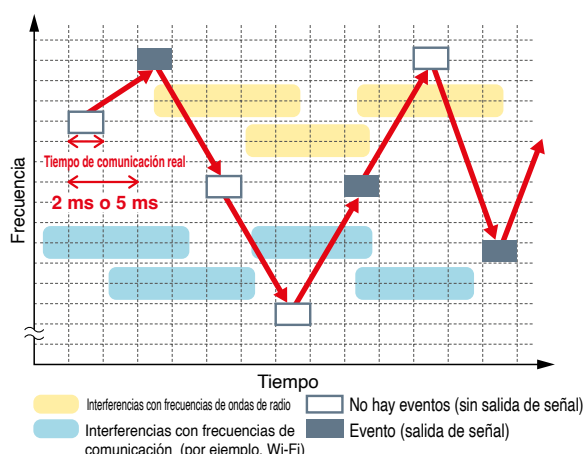 Frecuencia
Tiempo de comunicación real
2 ms o 5 ms
Tiempo
Interferencias con frecuencias de ondas de radio
No hay eventos (sin salida de señal)
Interferencias con frecuencias de
comunicación (por ejemplo, Wi-Fi)
Evento (salida de señal)